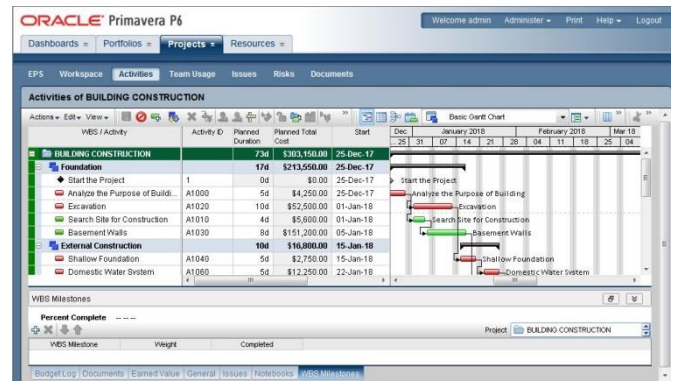 ORACLE® Primavera P6
Welcome admin Administer Print Help Logout
Dashboards Portfolios Projects Resources
EPS Workspace Activities Team Usage Issues Risks Documents
Activities of BUILDING CONSTRUCTION
Actions Edit View Basic Gantt Chart
WBS / Activity Activity ID Planned Duration Planned Total Cost Start Dec January 2018 February 2018 Mar 18
25 31 07 14 21 28 04 11 18 25 04
BUILDING CONSTRUCTION 73d $303,150.00 25-Dec-17
Foundation 17d $213,550.00 25-Dec-17
Start the Project 1 0d $0.00 25-Dec-17 Start the Project
Analyze the Purpose of Buildi... A1000 5d $4,250.00 25-Dec-17 Analyze the Purpose of Building
Excavation A1020 10d $52,500.00 01-Jan-18 Excavation
Search Site for Construction A1010 4d $5,600.00 01-Jan-18 Search Site for Construction
Basement Walls A1030 8d $151,200.00 05-Jan-18 Basement Walls
External Construction 10d $16,800.00 15-Jan-18
Shallow Foundation A1040 5d $2,750.00 15-Jan-18 Shallow Foundation
Domestic Water System A1060 5d $12,250.00 22-Jan-18 Domestic Water System
WBS Milestones
Percent Complete -- -- --
Project BUILDING CONSTRUCTION
WBS Milestone Weight Completed
Budget Log Documents Earned Value General Issues Notebooks WBS Milestones